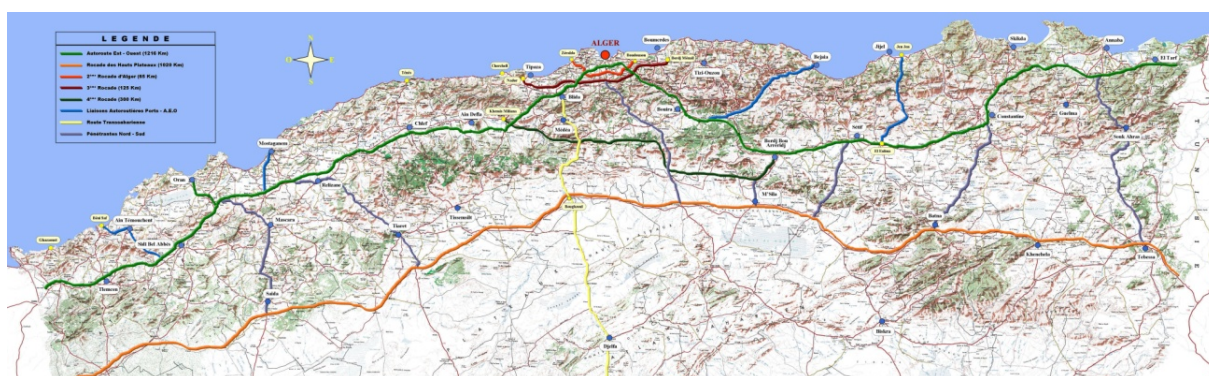 LEGENDE
Autoroute Est - Ouest (1216 Km)
Rocade des Hauts Plateaux (1020 Km)
2ème Rocade d'Alger (65 Km)
3ème Rocade (125 Km)
4ème Rocade (300 Km)
Liaisons Autoroutières Ports - A.E.O
Route Transsaharienne
Pénétrantes Nord - Sud
ALGER
Boumerdes
Tipaza
Tizi-Ouzou
Bejaia
Jijel
Skikda
Annaba
El Tarf
Blida
Médéa
Bouira
Ain Defla
Chlef
Ténès
Cherchell
Bordj Bou Arreridj
Sétif
El Eulma
Constantine
Guelma
Souk Ahras
Mostaganem
Oran
Relizane
Mascara
Ain Témouchent
Sidi Bel Abbès
Ghazaouet
Tlemcen
Saida
Tiaret
Tissemsilt
M'Sila
Batna
Khenchela
Tébessa
Biskra
Djelfa